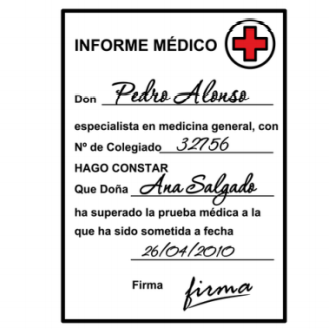 INFORME MÉDICO
Don Pedro Alonso
especialista en medicina general, con
Nº de Colegiado 32756
HAGO CONSTAR
Que Doña Ana Salgado
ha superado la prueba médica a la
que ha sido sometida a fecha
26/04/2010
Firma firma